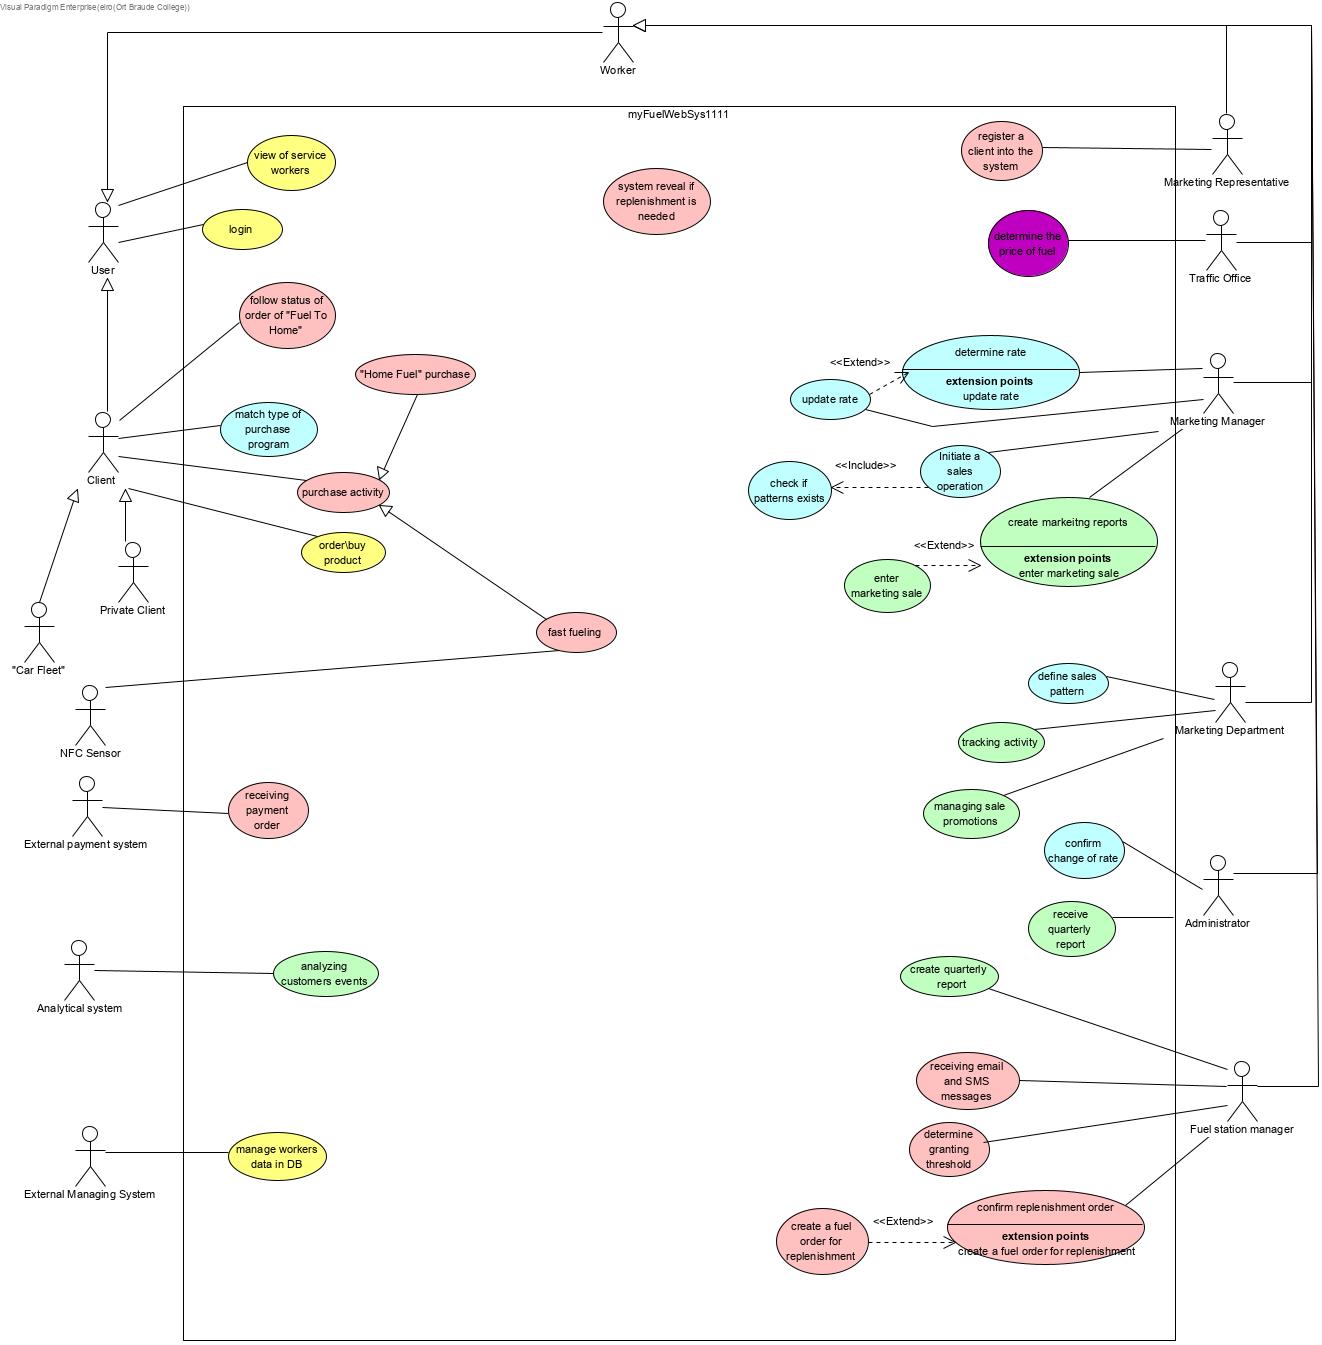 Visual Paradigm Enterprise(eiro(Ort Braude College))
Worker
myFuelWebSys1111
view of service
workers
login
User
system reveal if
replenishment is
needed
register a
client into the
system
Marketing Representative
determine the
price of fuel
Traffic Office
follow status of
order of "Fuel To
Home"
"Home Fuel" purchase
match type of
purchase
program
Client
purchase activity
order\buy
product
Private Client
"Car Fleet"
fast fueling
NFC Sensor
<<Extend>>
determine rate
extension points
update rate
update rate
Marketing Manager
<<Include>>
Initiate a
sales
operation
check if
patterns exists
create markeitng reports
extension points
enter marketing sale
<<Extend>>
enter
marketing sale
define sales
pattern
tracking activity
Marketing Department
managing sale
promotions
receiving
payment
order
External payment system
confirm
change of rate
receive
quarterly
report
Administrator
analyzing
customers events
Analytical system
create quarterly
report
receiving email
and SMS
messages
determine
granting
threshold
Fuel station manager
manage workers
data in DB
External Managing System
create a fuel
order for
replenishment
<<Extend>>
confirm replenishment order
extension points
create a fuel order for replenishment